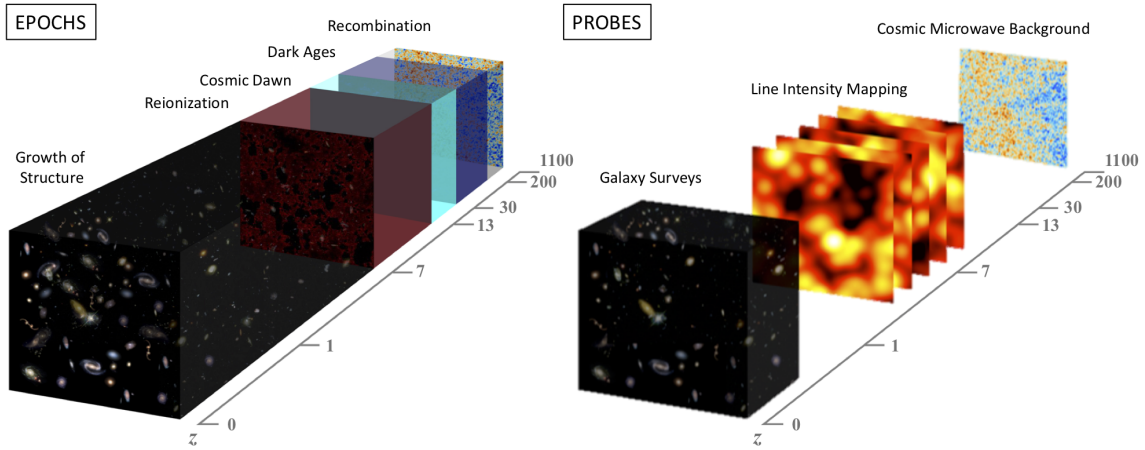 EPOCHS
Recombination
Dark Ages
Cosmic Dawn
Reionization
Growth of
Structure
1100
200
30
13
7
1
0
z
PROBES
Cosmic Microwave Background
Line Intensity Mapping
Galaxy Surveys
1100
200
30
13
7
1
0
z